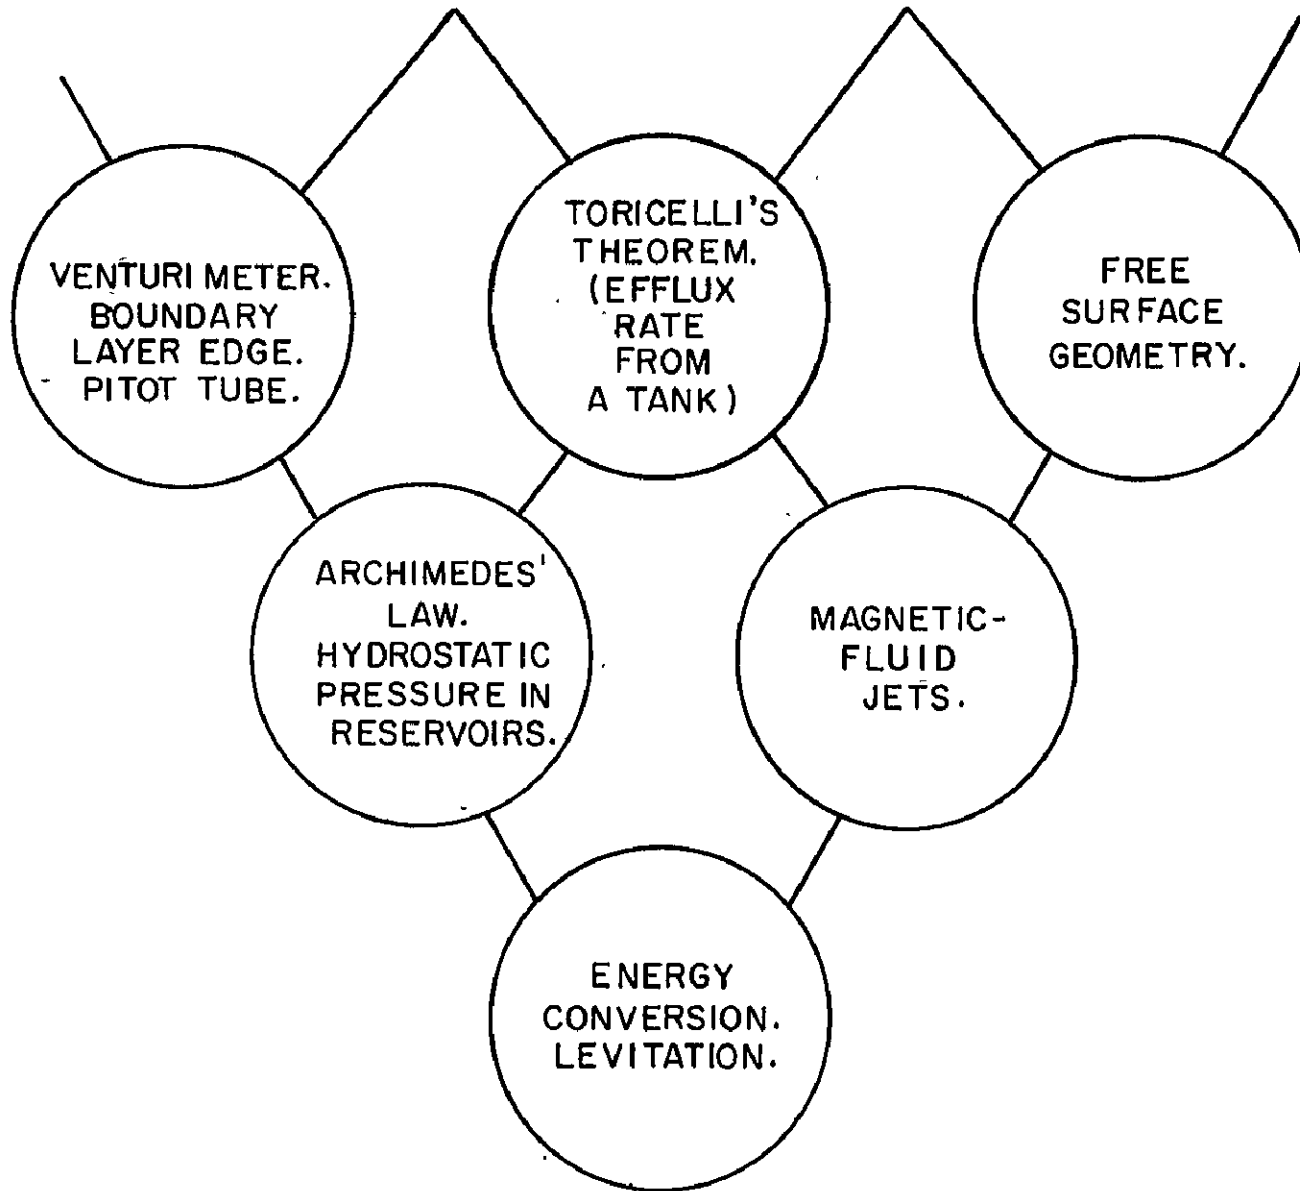 VENTURI METER.
BOUNDARY
LAYER EDGE.
PITOT TUBE.
TORICELLI'S
THEOREM.
(EFFLUX
RATE
FROM
A TANK)
FREE
SURFACE
GEOMETRY.
ARCHIMEDES'
LAW.
HYDROSTATIC
PRESSURE IN
RESERVOIRS.
MAGNETIC-
FLUID
JETS.
ENERGY
CONVERSION.
LEVITATION.